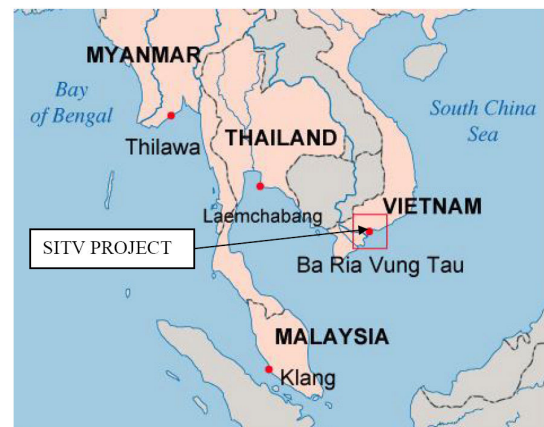 MYANMAR
Bay
of Bengal
South China
Sea
Thilawa
THAILAND
Laemchabang
VIETNAM
SITV PROJECT
Ba Ria Vung Tau
MALAYSIA
Klang